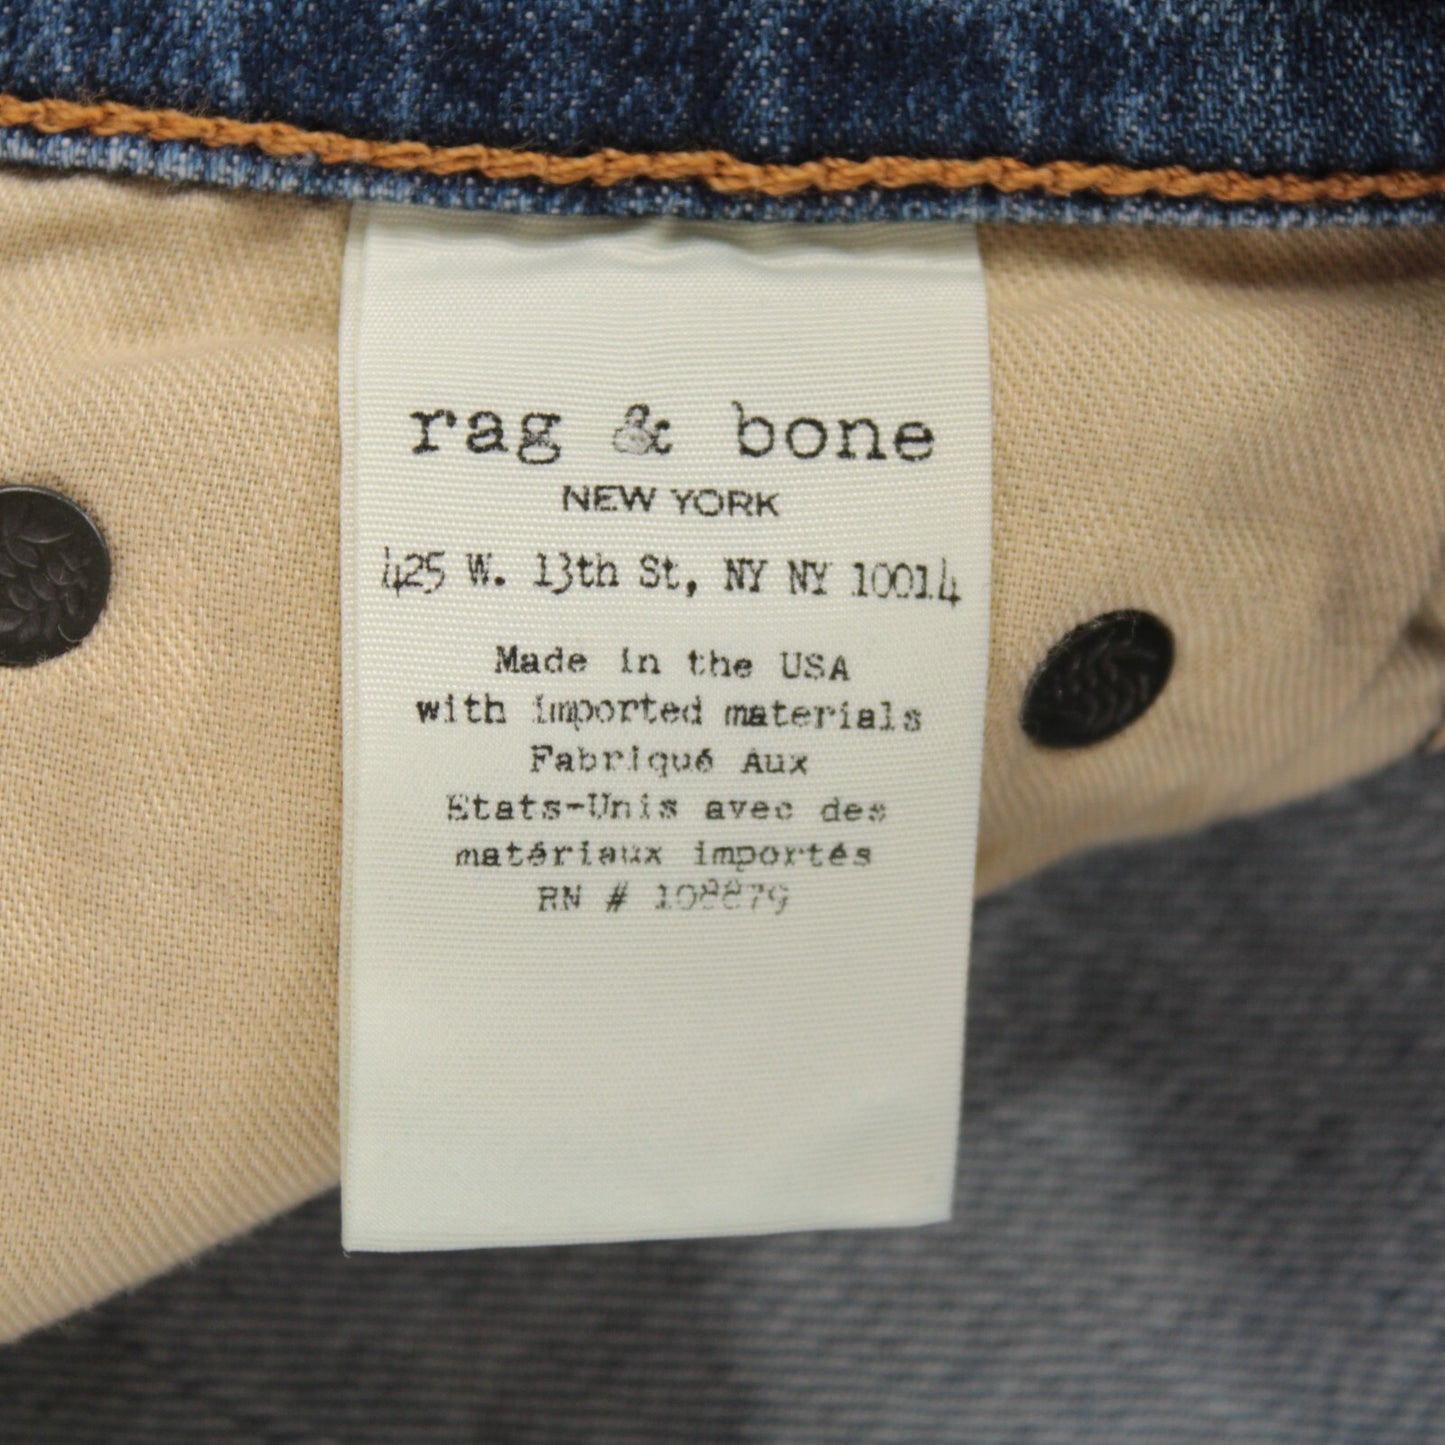 rag & bone
NEW YORK
425 W. 13th St, NY NY 10014
Made in the USA
with imported materials
Fabriqué Aux
Etats-Unis avec des
matériaux importés
RN # 108879